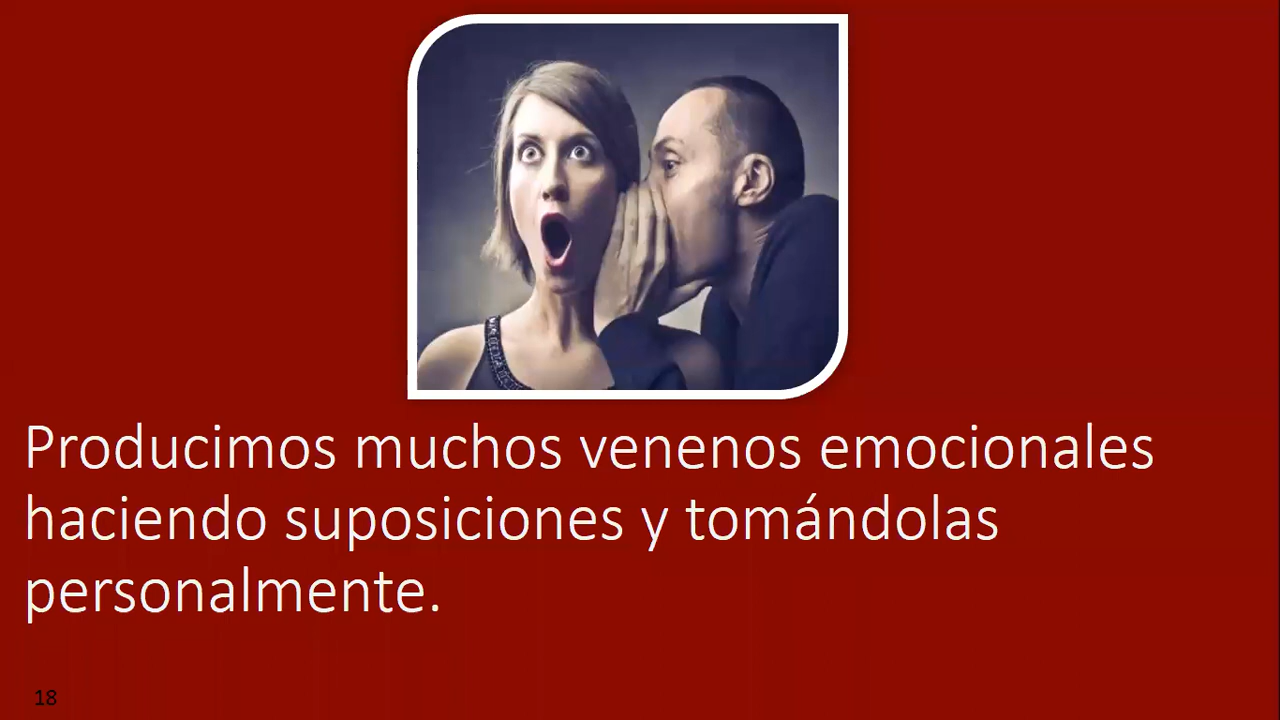 Producimos muchos venenos emocionales
haciendo suposiciones y tomándolas
personalmente.
18